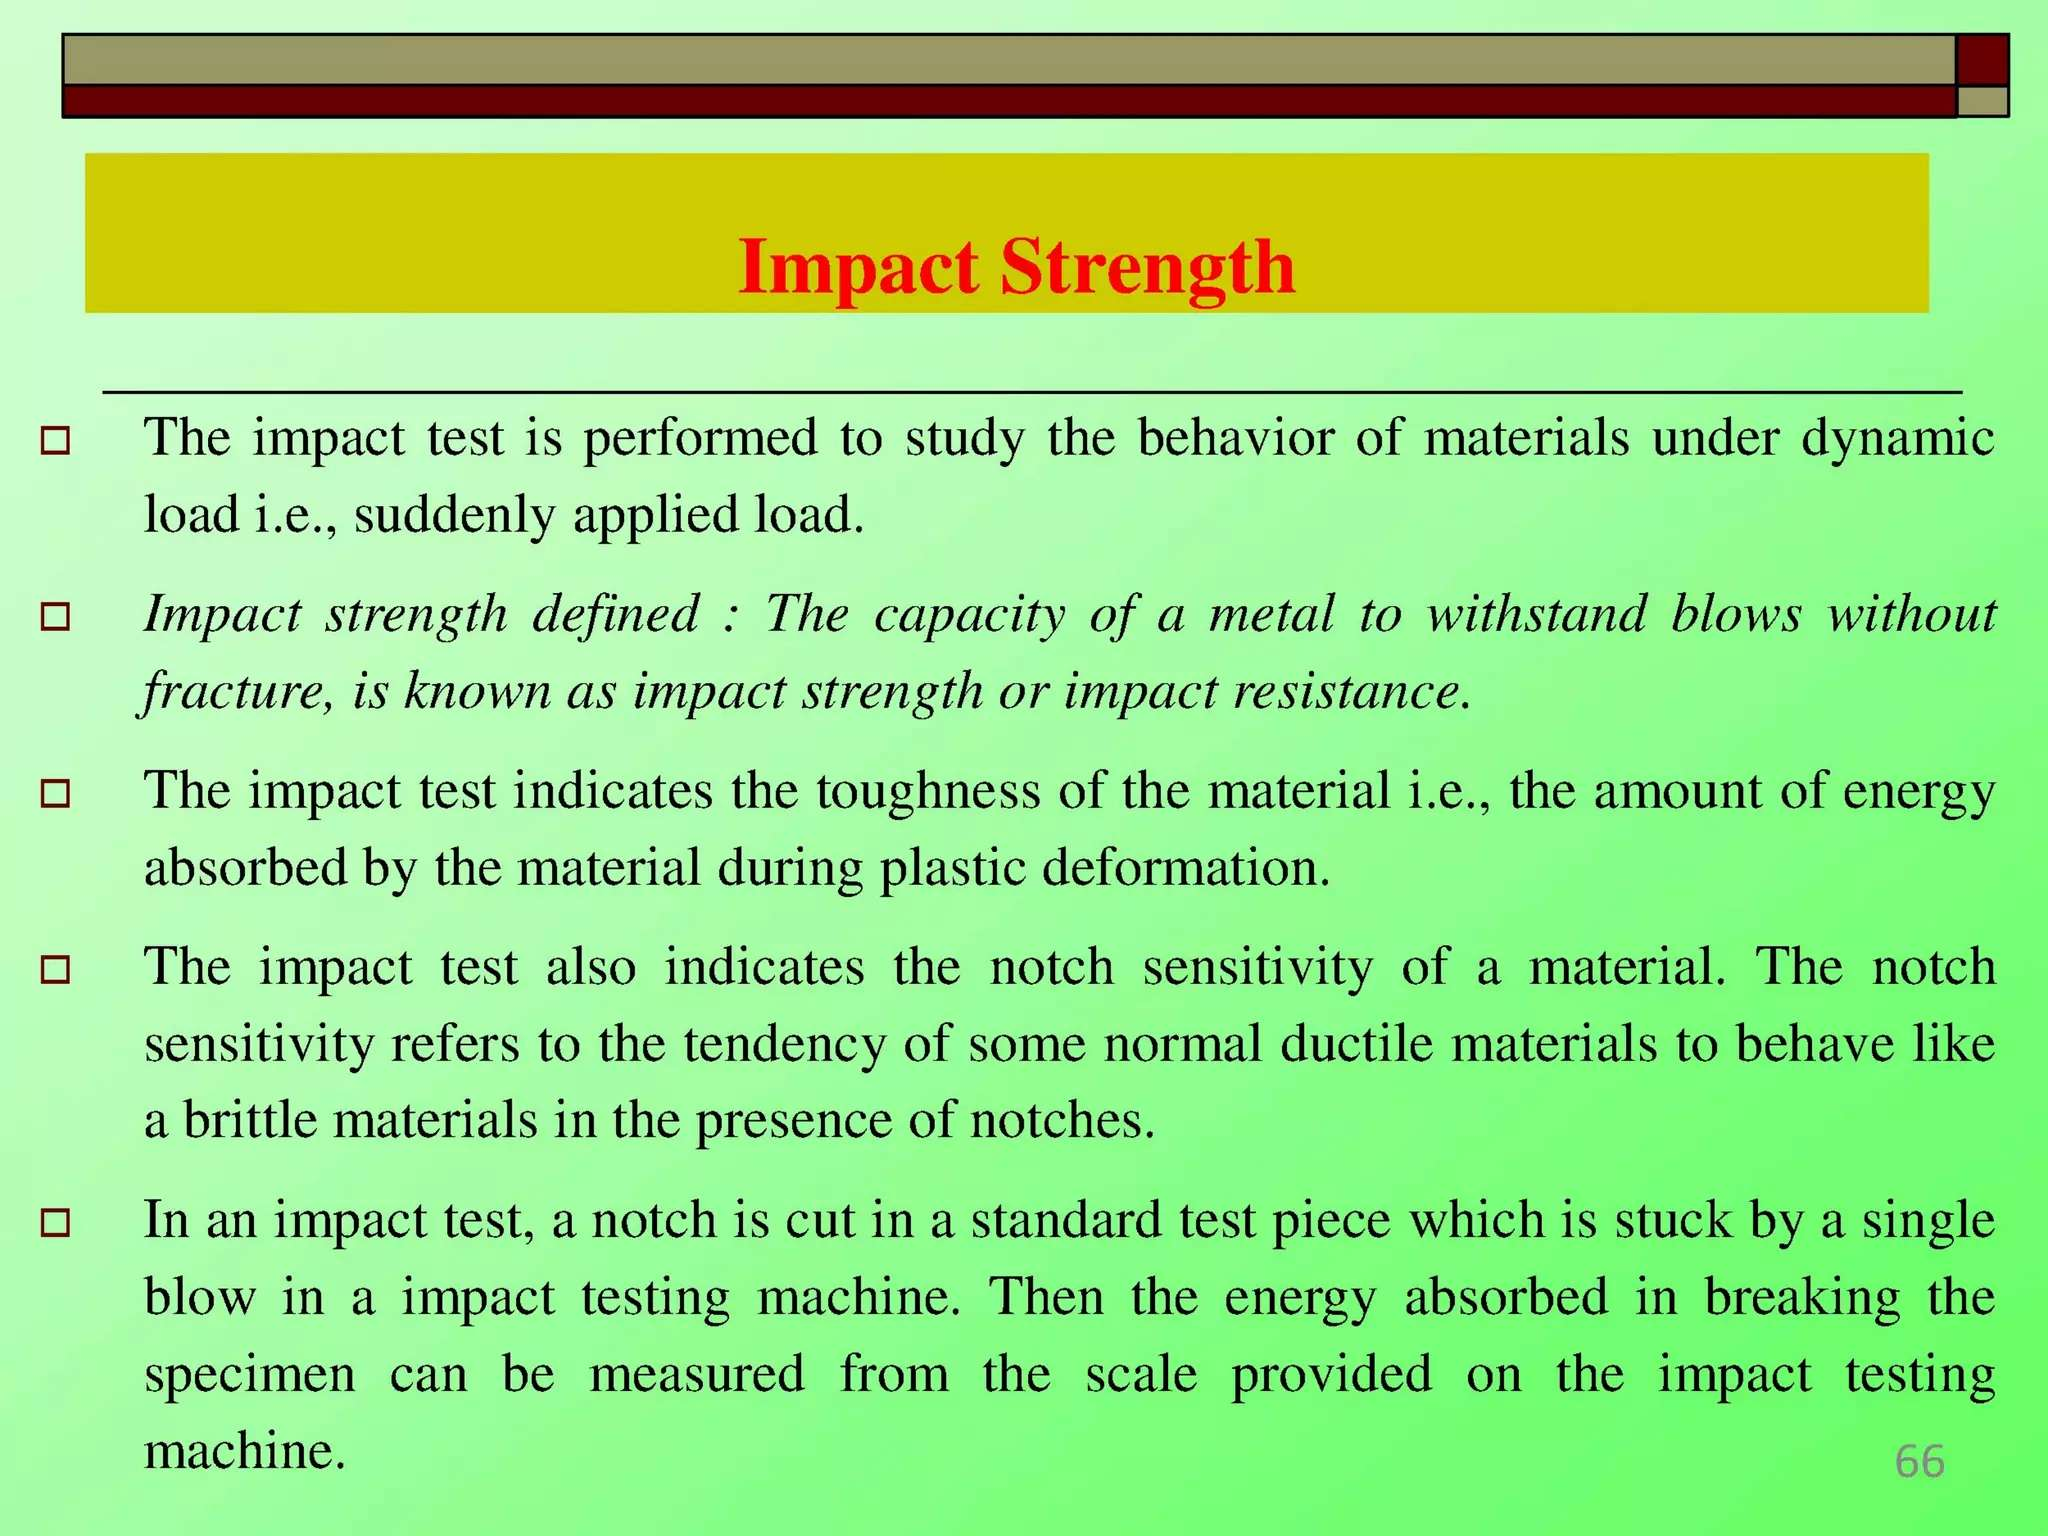 Impact Strength
The impact test is performed to study the behavior of materials under dynamic
load i.e., suddenly applied load.
Impact strength defined : The capacity of a metal to withstand blows without
fracture, is known as impact strength or impact resistance.
The impact test indicates the toughness of the material i.e., the amount of energy
absorbed by the material during plastic deformation.
The impact test also indicates the notch sensitivity of a material. The notch
sensitivity refers to the tendency of some normal ductile materials to behave like
a brittle materials in the presence of notches.
In an impact test, a notch is cut in a standard test piece which is stuck by a single
blow in a impact testing machine. Then the energy absorbed in breaking the
specimen can be measured from the scale provided on the impact testing
machine.
66